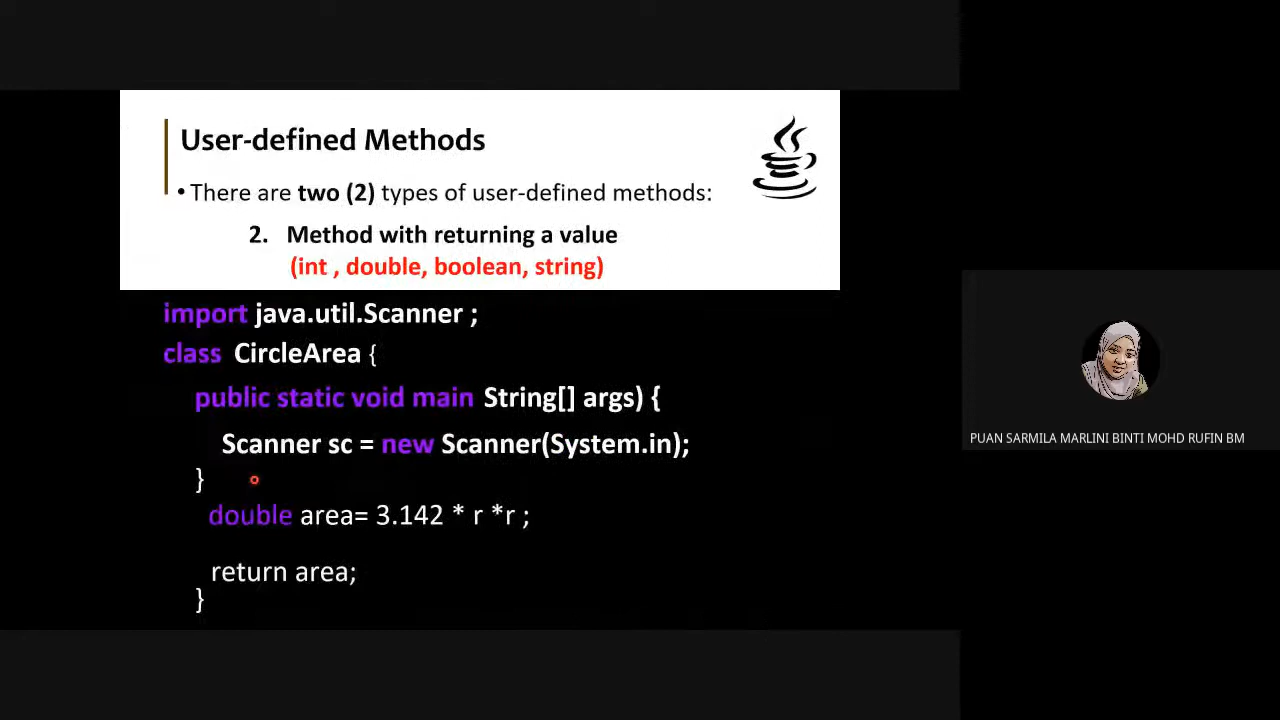 User-defined Methods
• There are two (2) types of user-defined methods:
2. Method with returning a value
(int , double, boolean, string)
import java.util.Scanner ;
class CircleArea {
public static void main String[] args) {
Scanner sc = new Scanner(System.in);
}
double area= 3.142 * r *r ;
return area;
}
PUAN SARMILA MARLINI BINTI MOHD RUFIN BM